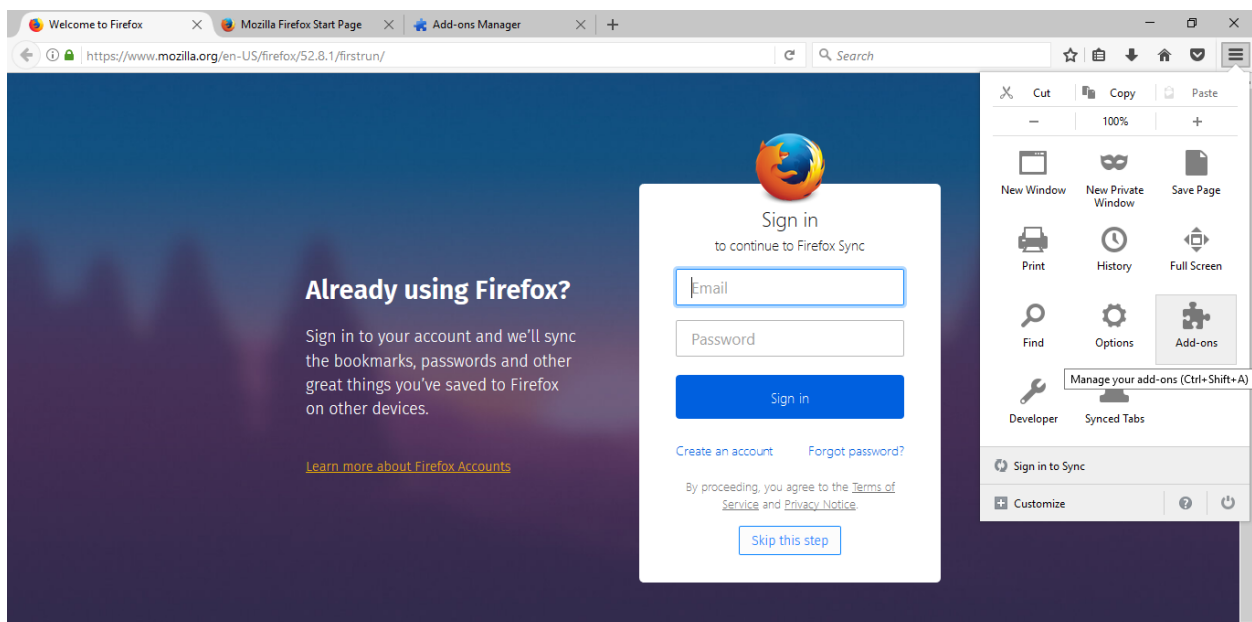 Welcome to Firefox
Mozilla Firefox Start Page
Add-ons Manager
https://www.mozilla.org/en-US/firefox/52.8.1/firstrun/
Search
Cut
Copy
Paste
100%
New Window
New Private
Window
Save Page
Print
History
Full Screen
Find
Options
Add-ons
Manage your add-ons (Ctrl+Shift+A)
Developer
Synced Tabs
Sign in to Sync
Customize
Already using Firefox?
Sign in to your account and we'll sync
the bookmarks, passwords and other
great things you've saved to Firefox
on other devices.
Learn more about Firefox Accounts
Sign in
to continue to Firefox Sync
Email
Password
Sign in
Create an account
Forgot password?
By proceeding, you agree to the Terms of
Service and Privacy Notice.
Skip this step